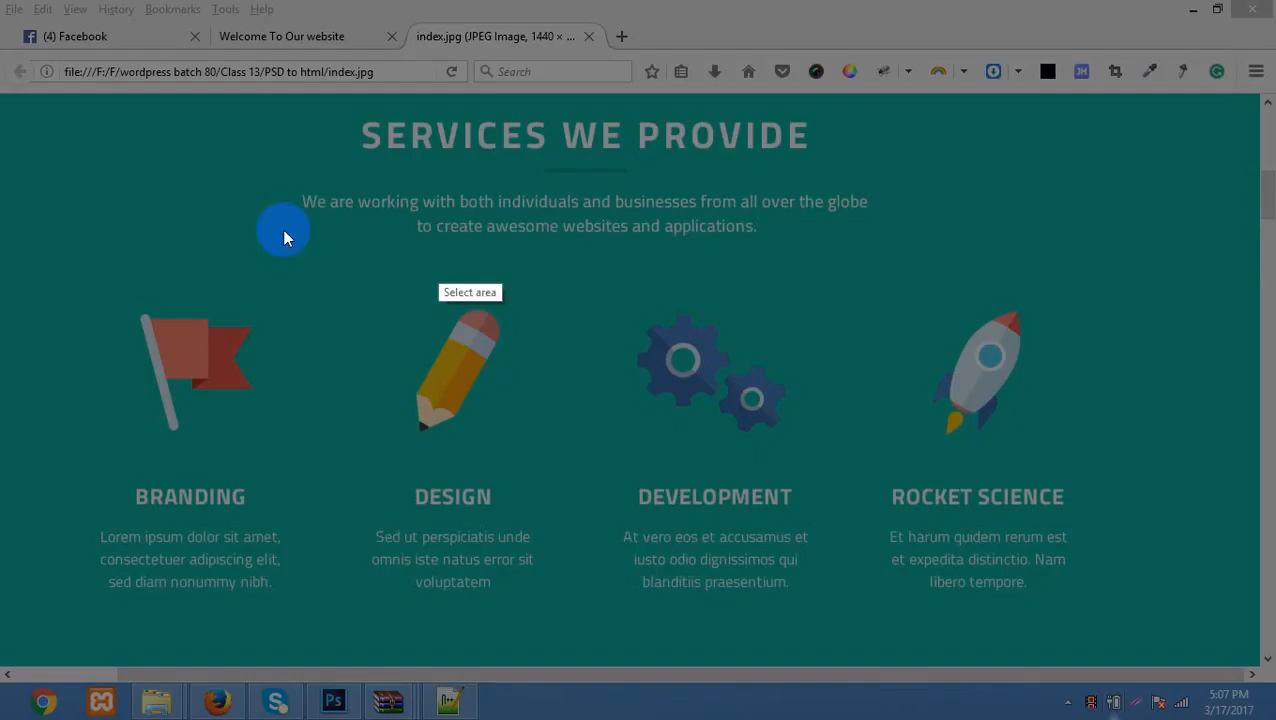 File Edit View History Bookmarks Tools Help
(4) Facebook
Welcome To Our website
index.jpg (JPEG Image, 1440 × ...
file:///F:/F/wordpress batch 80/Class 13/PSD to html/index.jpg
Search
JH
SERVICES WE PROVIDE
We are working with both individuals and businesses from all over the globe
to create awesome websites and applications.
Select area
BRANDING
Lorem ipsum dolor sit amet,
consectetuer adipiscing elit,
sed diam nonummy nibh.
DESIGN
Sed ut perspiciatis unde
omnis iste natus error sit
voluptatem
DEVELOPMENT
At vero eos et accusamus et
iusto odio dignissimos qui
blanditiis praesentium.
ROCKET SCIENCE
Et harum quidem rerum est
et expedita distinctio. Nam
libero tempore.
Ps
5:07 PM
3/17/2017